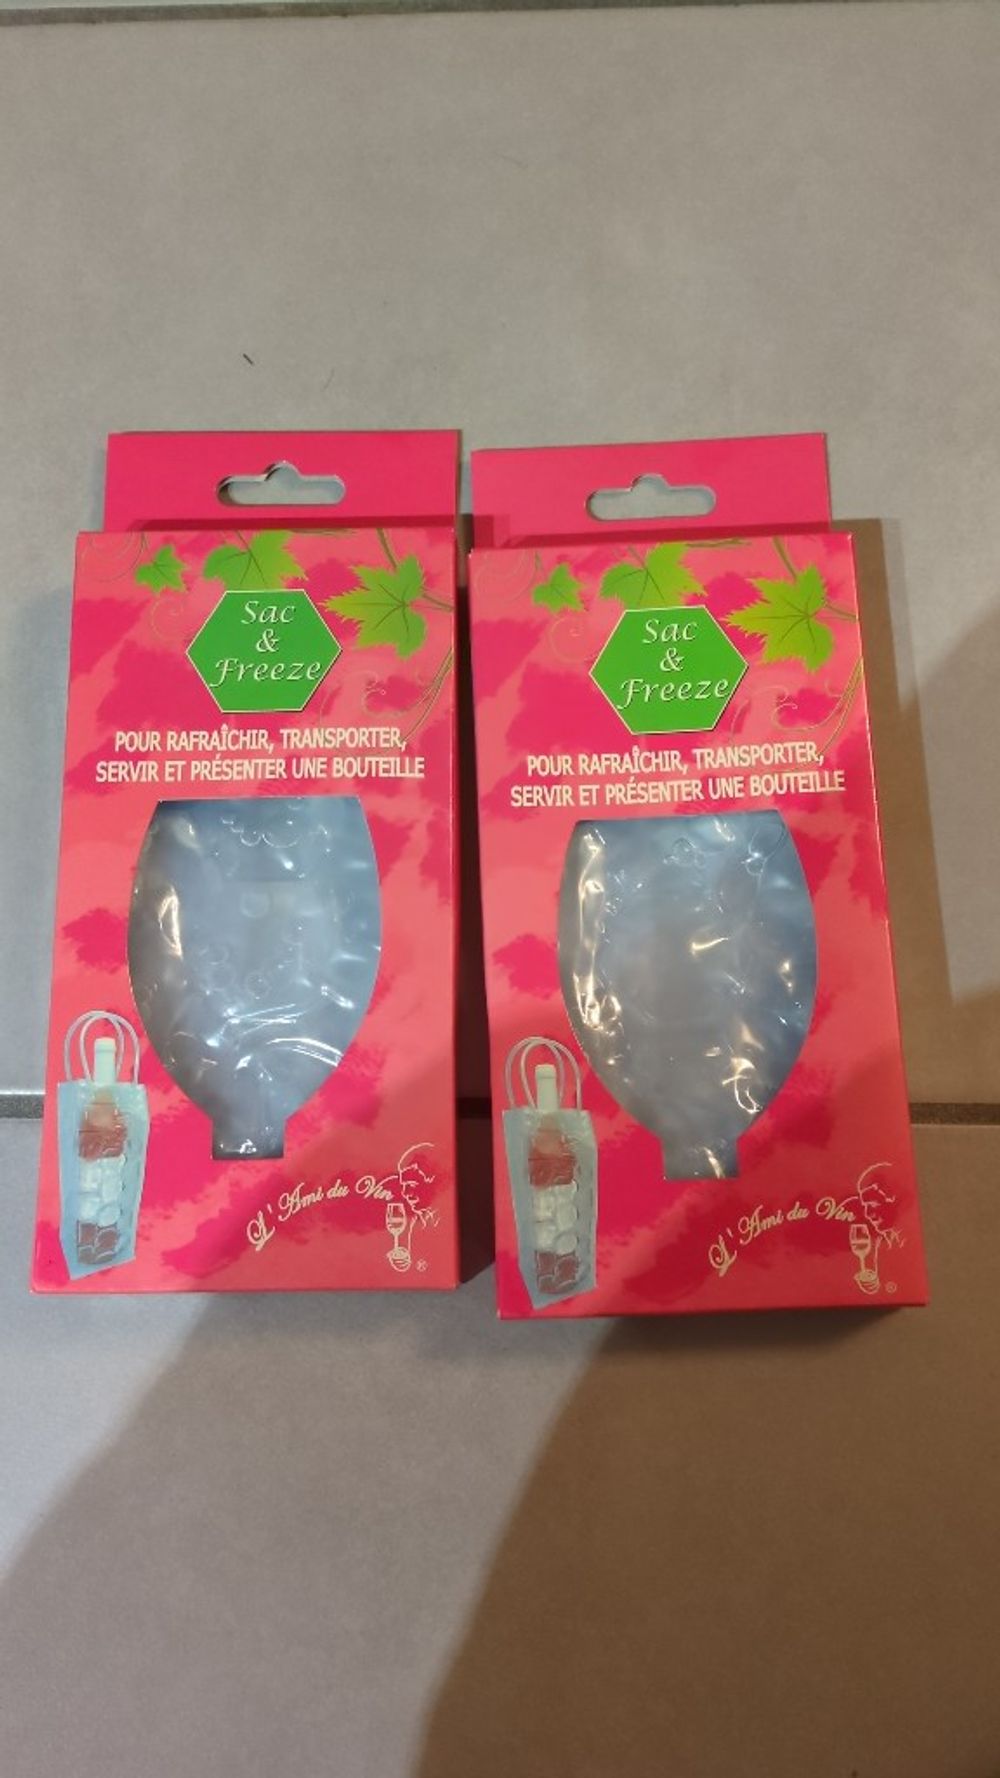 Sac
&
Freeze
POUR RAFRAÎCHIR, TRANSPORTER,
SERVIR ET PRÉSENTER UNE BOUTEILLE
L'Ami du Vin
®
Sac
&
Freeze
POUR RAFRAÎCHIR, TRANSPORTER,
SERVIR ET PRÉSENTER UNE BOUTEILLE
L'Ami du Vin
®